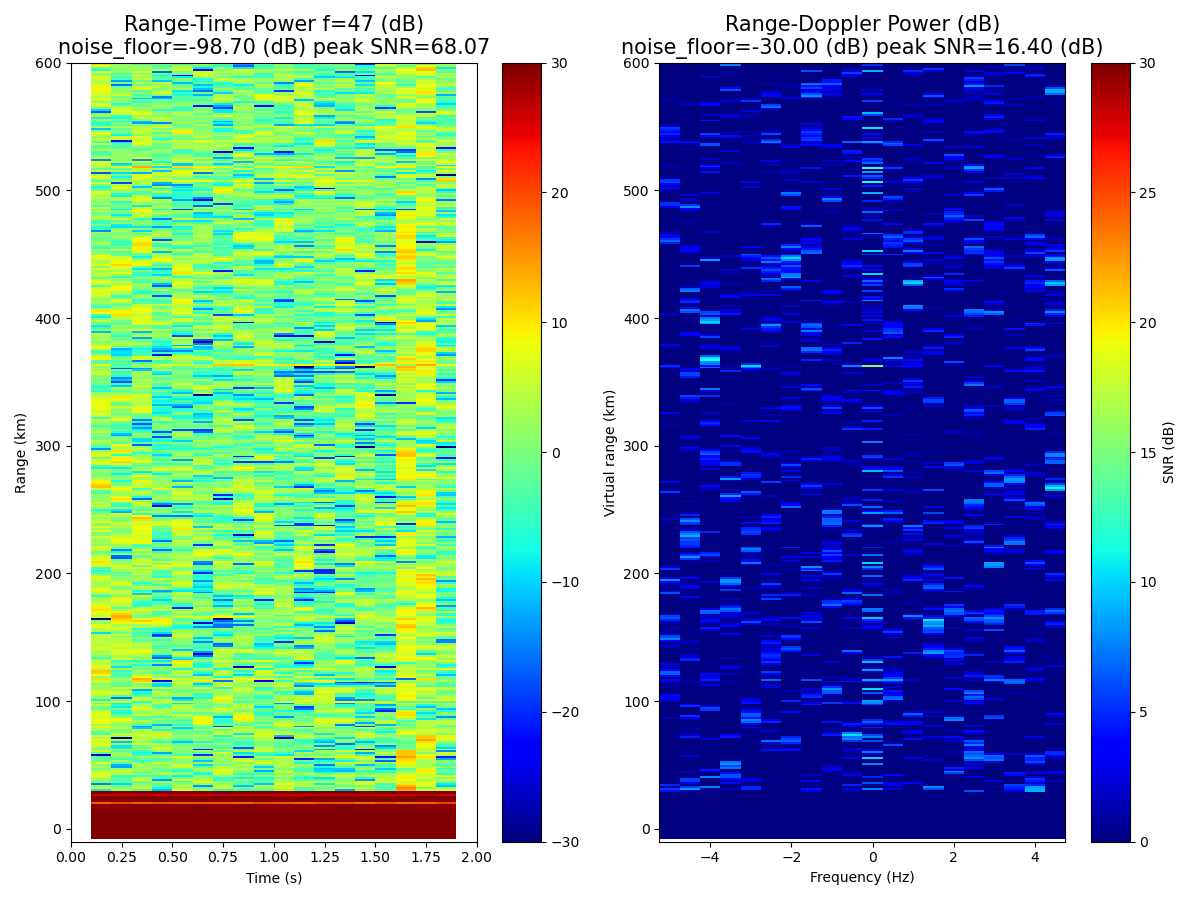 Range-Time Power f=47 (dB)
noise_floor=-98.70 (dB) peak SNR=68.07
600
500
400
300
200
100
0
Range (km)
0.00 0.25 0.50 0.75 1.00 1.25 1.50 1.75 2.00
Time (s)
30
20
10
0
−10
−20
−30
Range-Doppler Power (dB)
noise_floor=-30.00 (dB) peak SNR=16.40 (dB)
600
500
400
300
200
100
0
Virtual range (km)
−4 −2 0 2 4
Frequency (Hz)
30
25
20
15
10
5
0
SNR (dB)